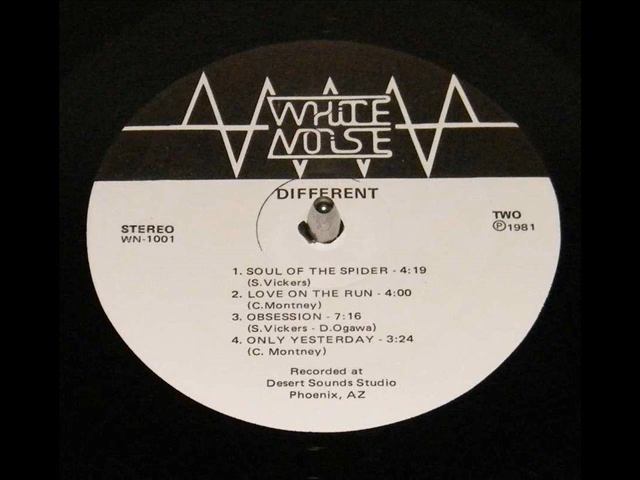 WHITE
NOISE
DIFFERENT
STEREO
WN-1001
TWO
Ⓟ1981
1. SOUL OF THE SPIDER - 4:19
(S.Vickers)
2. LOVE ON THE RUN - 4:00
(C.Montney)
3. OBSESSION - 7:16
(S.Vickers - D.Ogawa)
4. ONLY YESTERDAY - 3:24
(C. Montney)
Recorded at
Desert Sounds Studio
Phoenix, AZ